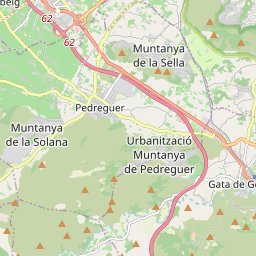 62
62
Muntanya
de la Sella
Pedreguer
Muntanya
de la Solana
Urbanització
Muntanya
de Pedreguer
Gata de